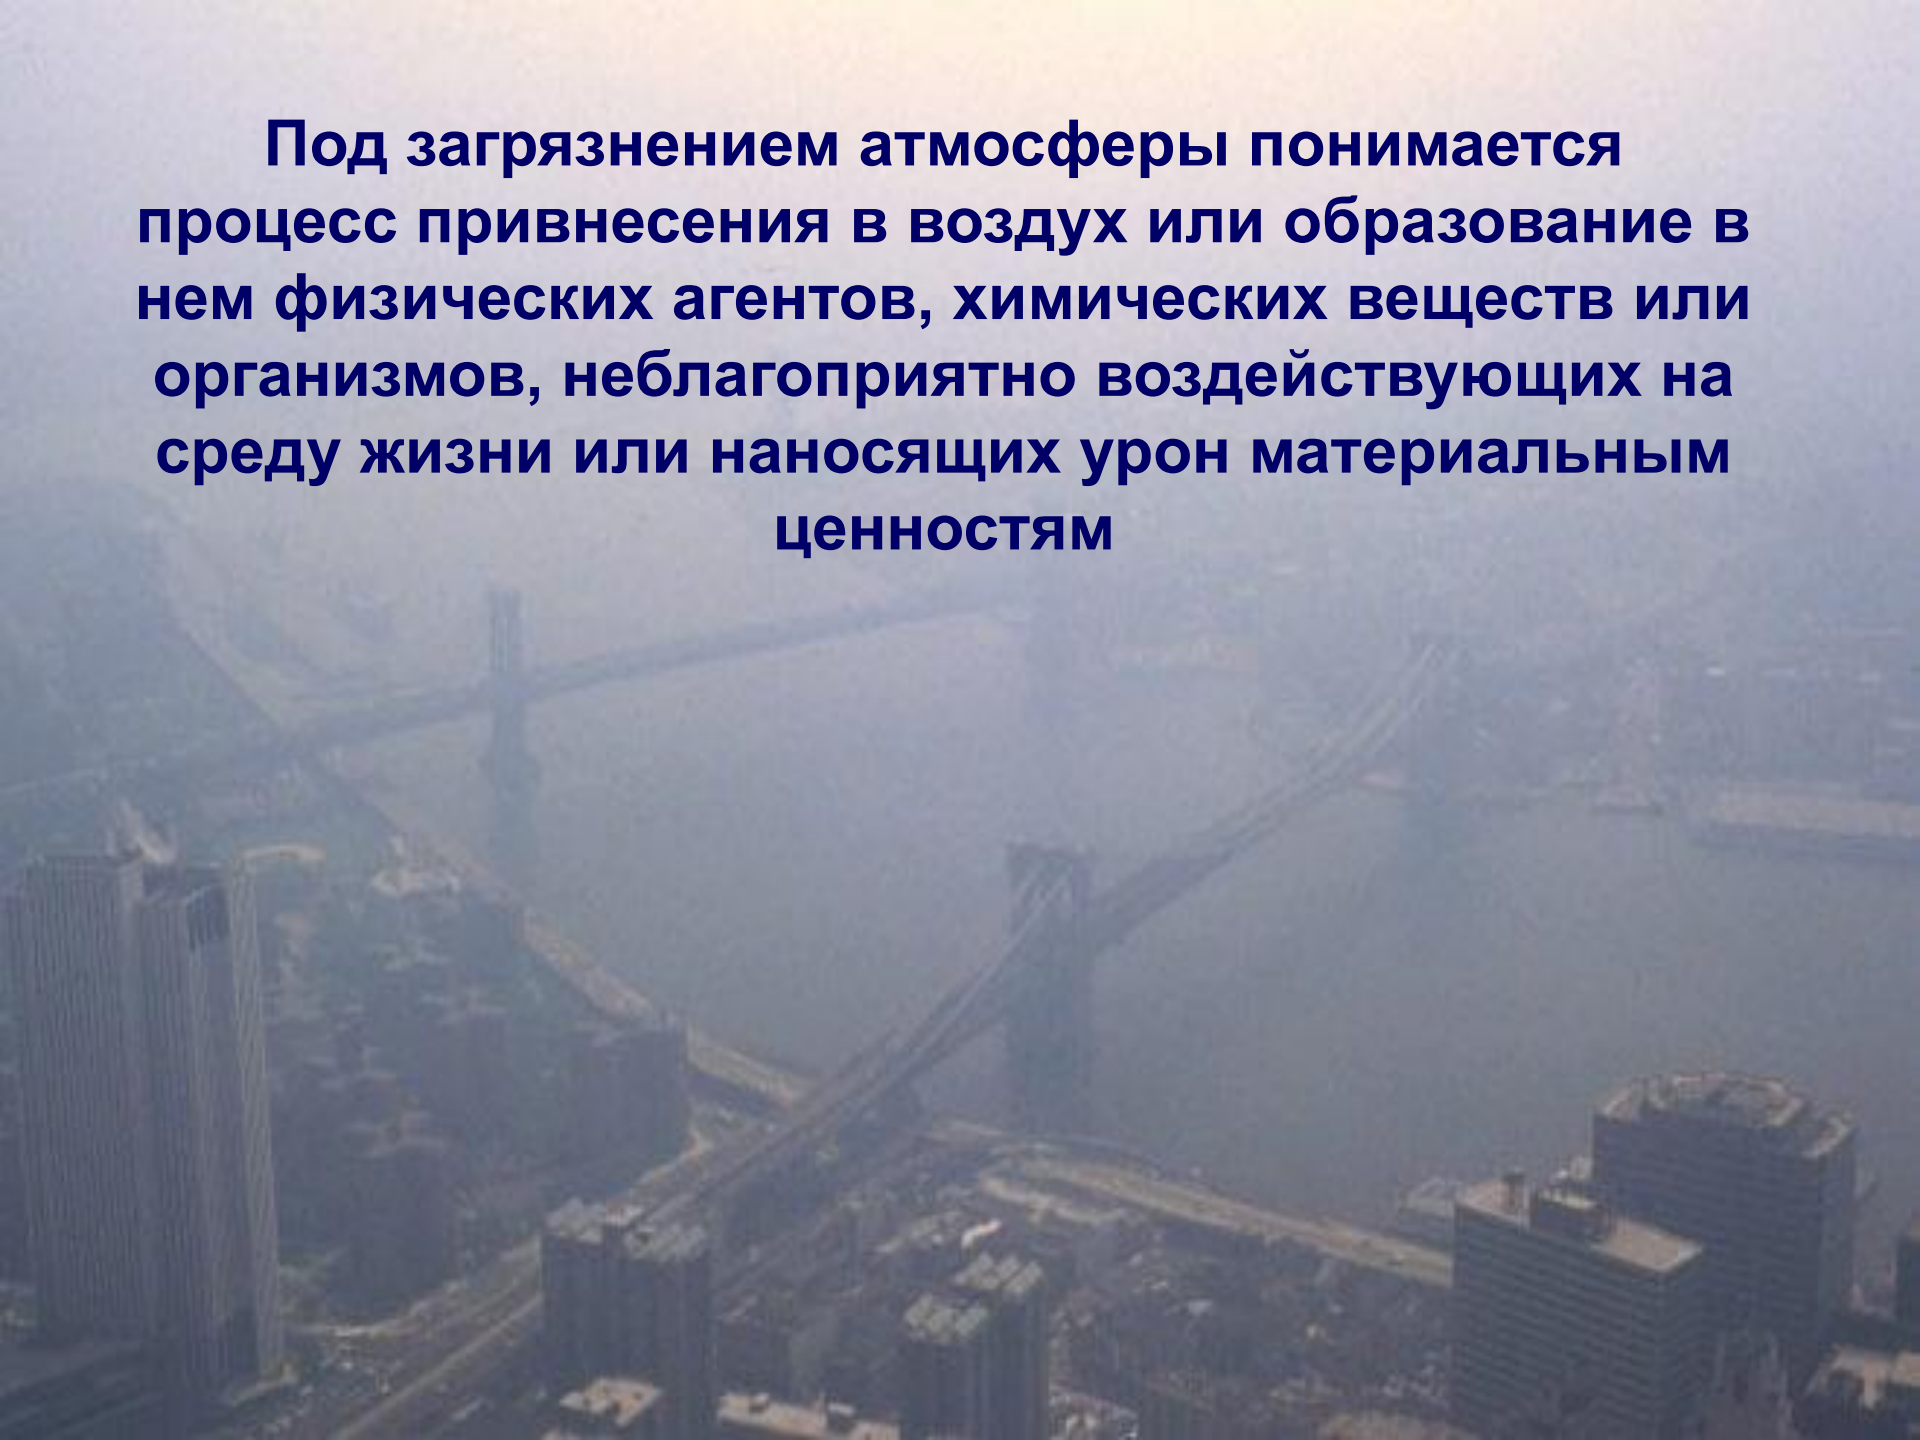 Под загрязнением атмосферы понимается
процесс привнесения в воздух или образование в
нем физических агентов, химических веществ или
организмов, неблагоприятно воздействующих на
среду жизни или наносящих урон материальным
ценностям